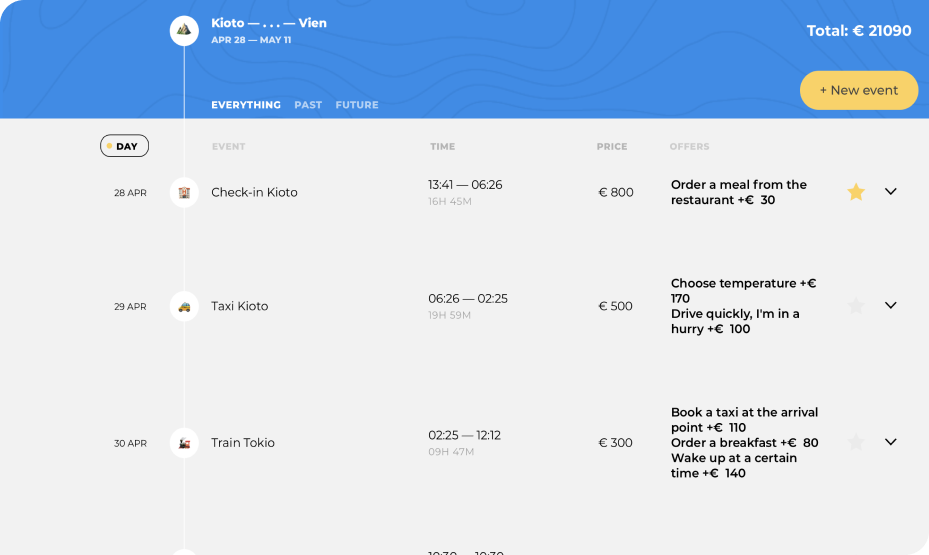 Kioto — . . . — Vien
APR 28 — MAY 11
Total: € 21090
+ New event
EVERYTHING PAST FUTURE
DAY EVENT TIME PRICE OFFERS
28 APR Check-in Kioto 13:41 — 06:26 € 800 Order a meal from the
16H 45M restaurant +€ 30
Choose temperature +€
29 APR Taxi Kioto 06:26 — 02:25 € 500 170
19H 59M Drive quickly, I'm in a
hurry +€ 100
Book a taxi at the arrival
point +€ 110
30 APR Train Tokio 02:25 — 12:12 € 300 Order a breakfast +€ 80
09H 47M Wake up at a certain
time +€ 140